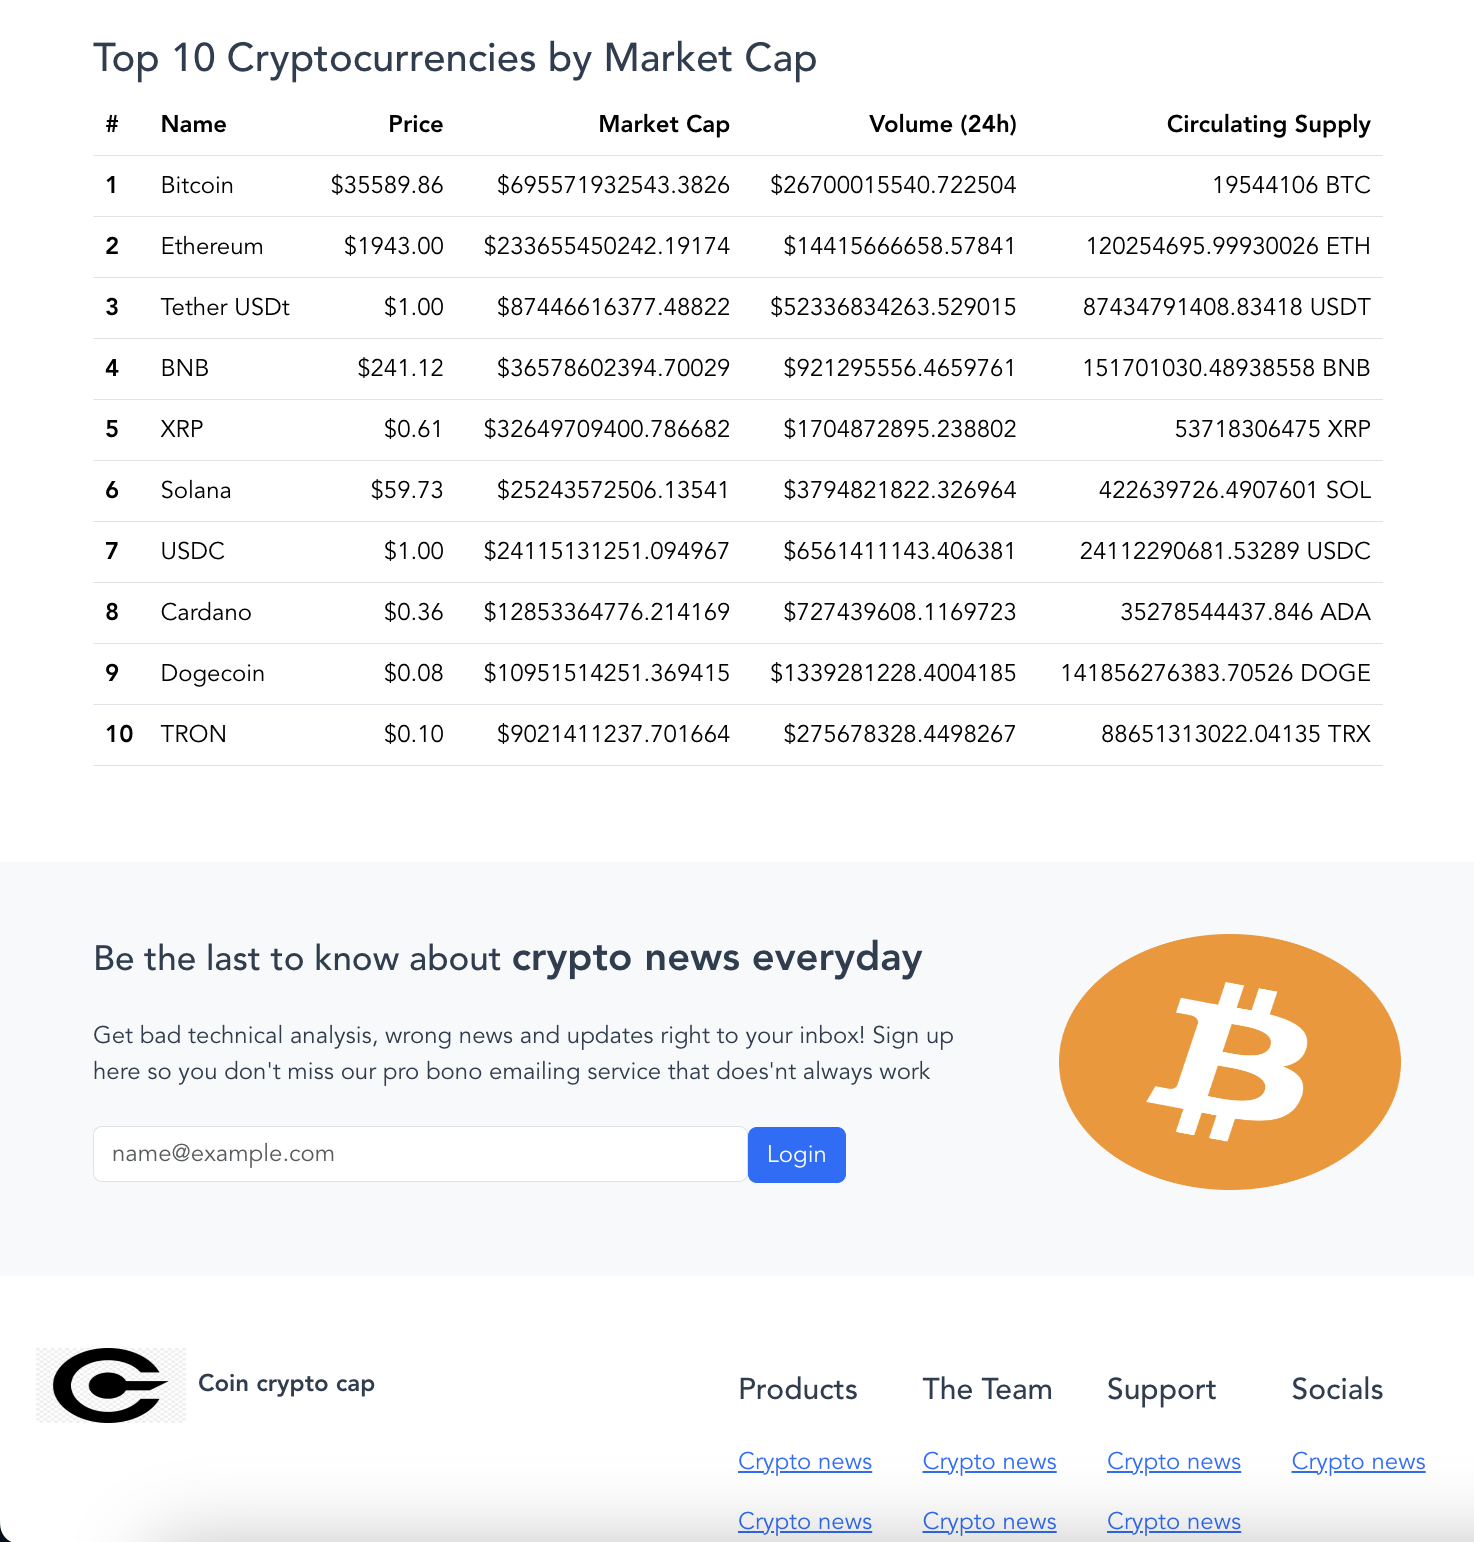 Top 10 Cryptocurrencies by Market Cap
# Name Price Market Cap Volume (24h) Circulating Supply
1 Bitcoin $35589.86 $695571932543.3826 $26700015540.722504 19544106 BTC
2 Ethereum $1943.00 $233655450242.19174 $14415666658.57841 120254695.99930026 ETH
3 Tether USDt $1.00 $87446616377.48822 $52336834263.529015 87434791408.83418 USDT
4 BNB $241.12 $36578602394.70029 $921295556.4659761 151701030.48938558 BNB
5 XRP $0.61 $32649709400.786682 $1704872895.238802 53718306475 XRP
6 Solana $59.73 $25243572506.13541 $3794821822.326964 422639726.4907601 SOL
7 USDC $1.00 $24115131251.094967 $6561411143.406381 24112290681.53289 USDC
8 Cardano $0.36 $12853364776.214169 $727439608.1169723 35278544437.846 ADA
9 Dogecoin $0.08 $10951514251.369415 $1339281228.4004185 141856276383.70526 DOGE
10 TRON $0.10 $9021411237.701664 $275678328.4498267 88651313022.04135 TRX
Be the last to know about crypto news everyday
Get bad technical analysis, wrong news and updates right to your inbox! Sign up
here so you don't miss our pro bono emailing service that does'nt always work
name@example.com Login
Coin crypto cap
Products The Team Support Socials
Crypto news Crypto news Crypto news Crypto news
Crypto news Crypto news Crypto news